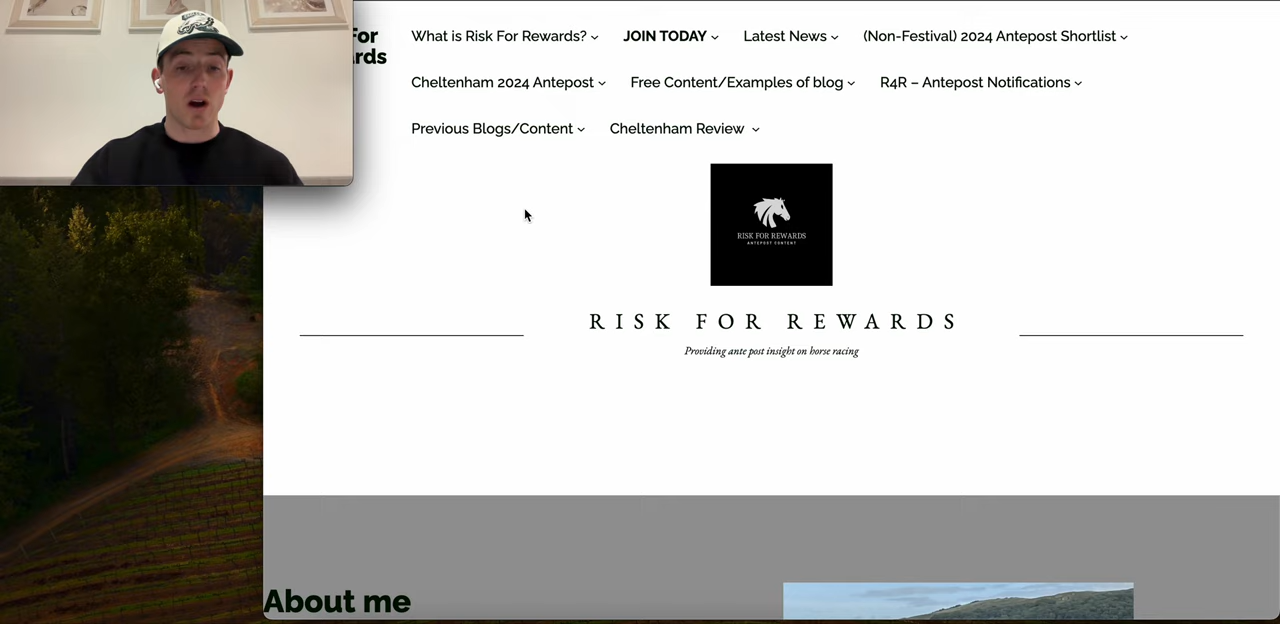 For
rds
What is Risk For Rewards?
JOIN TODAY
Latest News
(Non-Festival) 2024 Antepost Shortlist
Cheltenham 2024 Antepost
Free Content/Examples of blog
R4R – Antepost Notifications
Previous Blogs/Content
Cheltenham Review
RISK FOR REWARDS
ANTEPOST CONTENT
RISK FOR REWARDS
Providing ante post insight on horse racing
About me